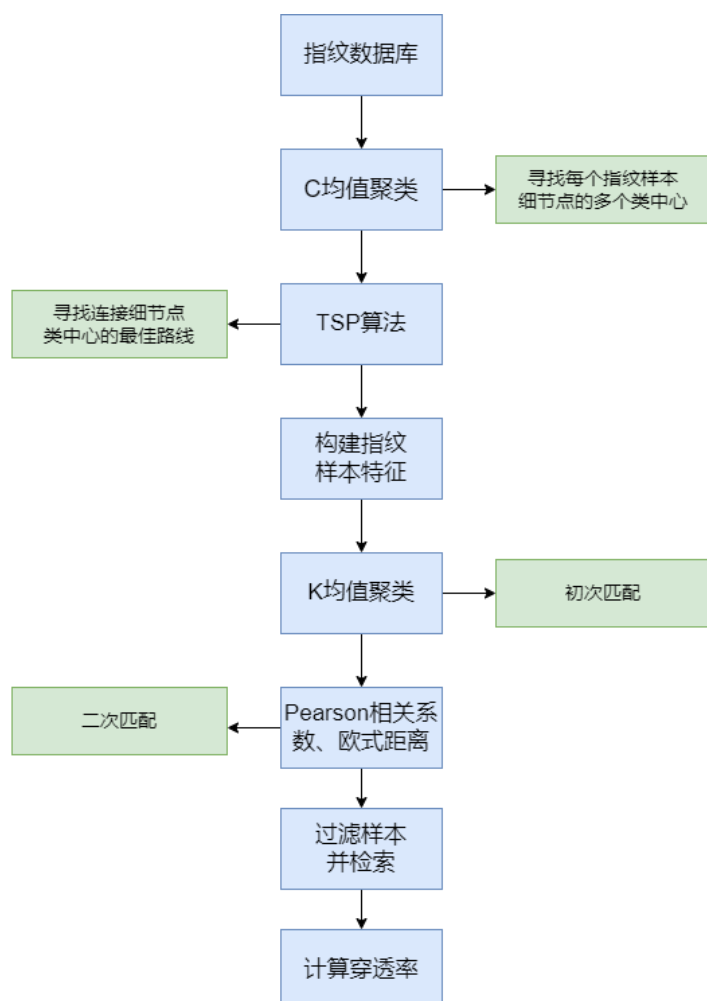 指纹数据库
C均值聚类
寻找每个指纹样本
细节点的多个类中心
寻找连接细节点
类中心的最佳路线
TSP算法
构建指纹
样本特征
K均值聚类
初次匹配
二次匹配
Pearson相关系
数、欧式距离
过滤样本
并检索
计算穿透率